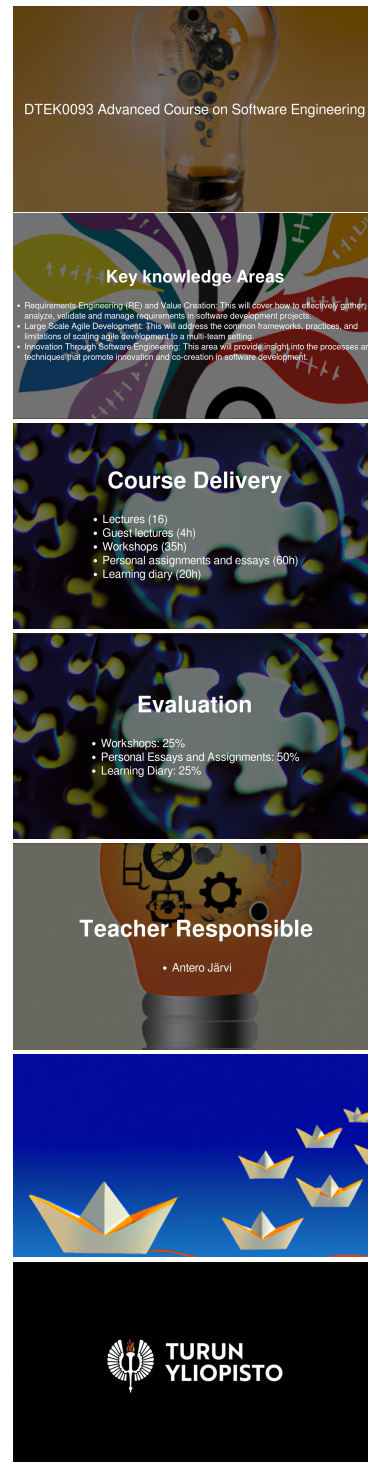 DTEK0093 Advanced Course on Software Engineering
Key knowledge Areas
• Requirements Engineering (RE) and Value Creation: This will cover how to effectively gather,
analyze, validate and manage requirements in software development projects.
• Large Scale Agile Development: This will address the common frameworks, practices, and
limitations of scaling agile development to a multi-team setting.
• Innovation Through Software Engineering: This area will provide insight into the processes
techniques that promote innovation and co-creation in software development.
Course Delivery
• Lectures (16)
• Guest lectures (4h)
• Workshops (35h)
• Personal assignments and essays (60h)
• Learning diary (20h)
Evaluation
• Workshops: 25%
• Personal Essays and Assignments: 50%
• Learning Diary: 25%
Teacher Responsible
• Antero Järvi
TURUN
YLIOPISTO